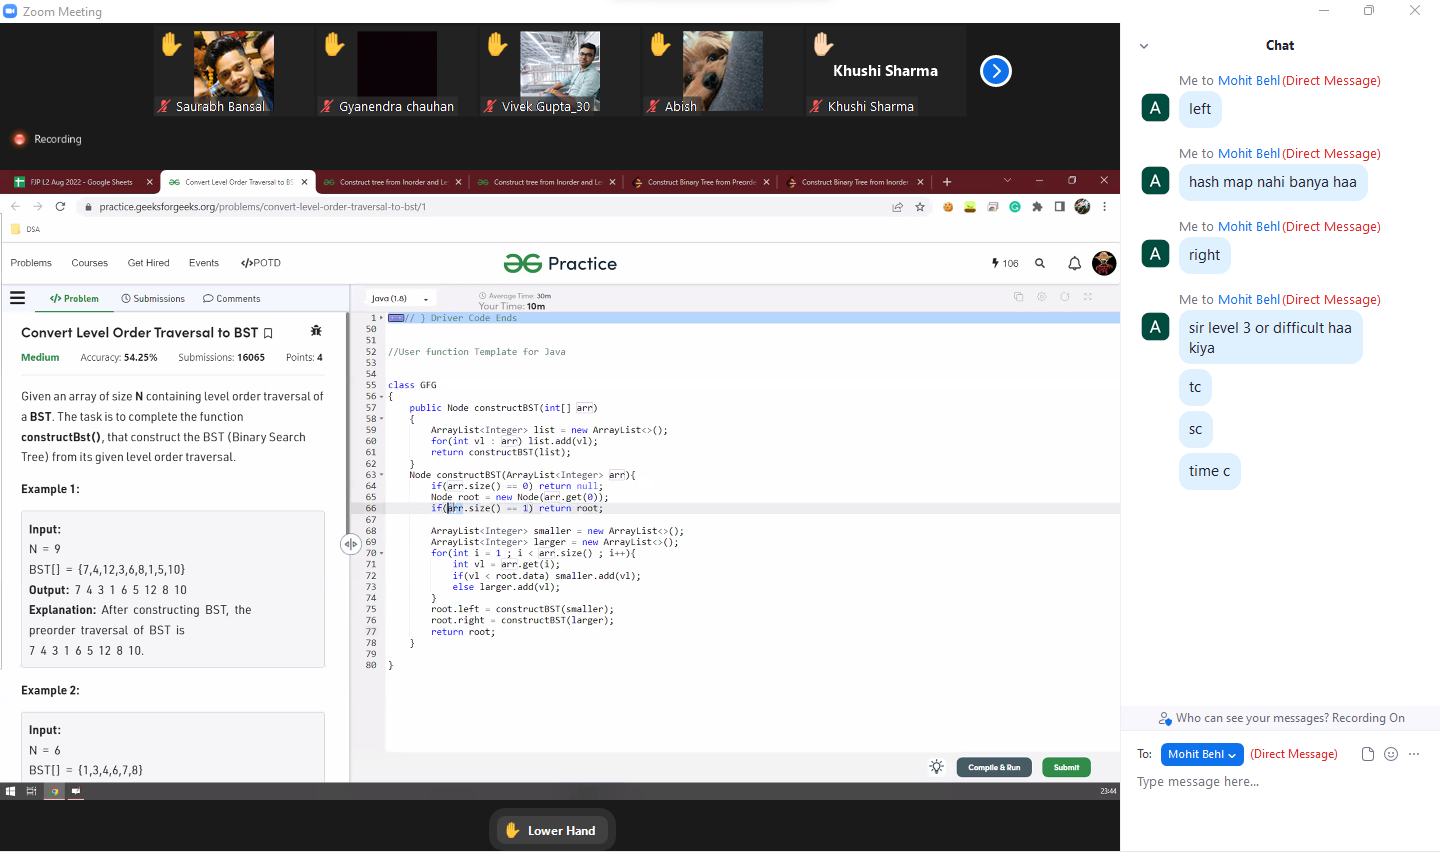 Zoom Meeting
Saurabh Bansal
Gyanendra chauhan
Vivek Gupta_30
Abish
Khushi Sharma
Khushi Sharma
Recording
FJP L2 Aug 2022 - Google Sheets
Convert Level Order Traversal to BS
Construct tree from Inorder and Le
Construct tree from Inorder and Le
Construct Binary Tree from Preorde
Construct Binary Tree from Inorder
practice.geeksforgeeks.org/problems/convert-level-order-traversal-to-bst/1
DSA
Problems
Courses
Get Hired
Events
</>POTD
Practice
106
</> Problem
Submissions
Comments
Java (1.8)
Average Time: 30m
Your Time: 10m
Convert Level Order Traversal to BST
Medium Accuracy: 54.25% Submissions: 16065 Points: 4
Given an array of size N containing level order traversal of
a BST. The task is to complete the function
constructBst(), that construct the BST (Binary Search
Tree) from its given level order traversal.
Example 1:
Input:
N = 9
BST[] = {7,4,12,3,6,8,1,5,10}
Output: 7 4 3 1 6 5 12 8 10
Explanation: After constructing BST, the
preorder traversal of BST is
7 4 3 1 6 5 12 8 10.
Example 2:
Input:
N = 6
BST[] = {1,3,4,6,7,8}
1 // } Driver Code Ends
50
51
52 //User function Template for Java
53
54
55 class GFG
56 {
57 public Node constructBST(int[] arr)
58 {
59 ArrayList<Integer> list = new ArrayList<>();
60 for(int vl : arr) list.add(vl);
61 return constructBST(list);
62 }
63 Node constructBST(ArrayList<Integer> arr){
64 if(arr.size() == 0) return null;
65 Node root = new Node(arr.get(0));
66 if(arr.size() == 1) return root;
67
68 ArrayList<Integer> smaller = new ArrayList<>();
69 ArrayList<Integer> larger = new ArrayList<>();
70 for(int i = 1 ; i < arr.size() ; i++){
71 int vl = arr.get(i);
72 if(vl < root.data) smaller.add(vl);
73 else larger.add(vl);
74 }
75 root.left = constructBST(smaller);
76 root.right = constructBST(larger);
77 return root;
78 }
79
80 }
Compile & Run
Submit
23:44
Lower Hand
Chat
Me to Mohit Behl (Direct Message)
A
left
Me to Mohit Behl (Direct Message)
A
hash map nahi banya haa
Me to Mohit Behl (Direct Message)
A
right
Me to Mohit Behl (Direct Message)
A
sir level 3 or difficult haa
kiya
tc
sc
time c
Who can see your messages? Recording On
To: Mohit Behl (Direct Message)
Type message here...